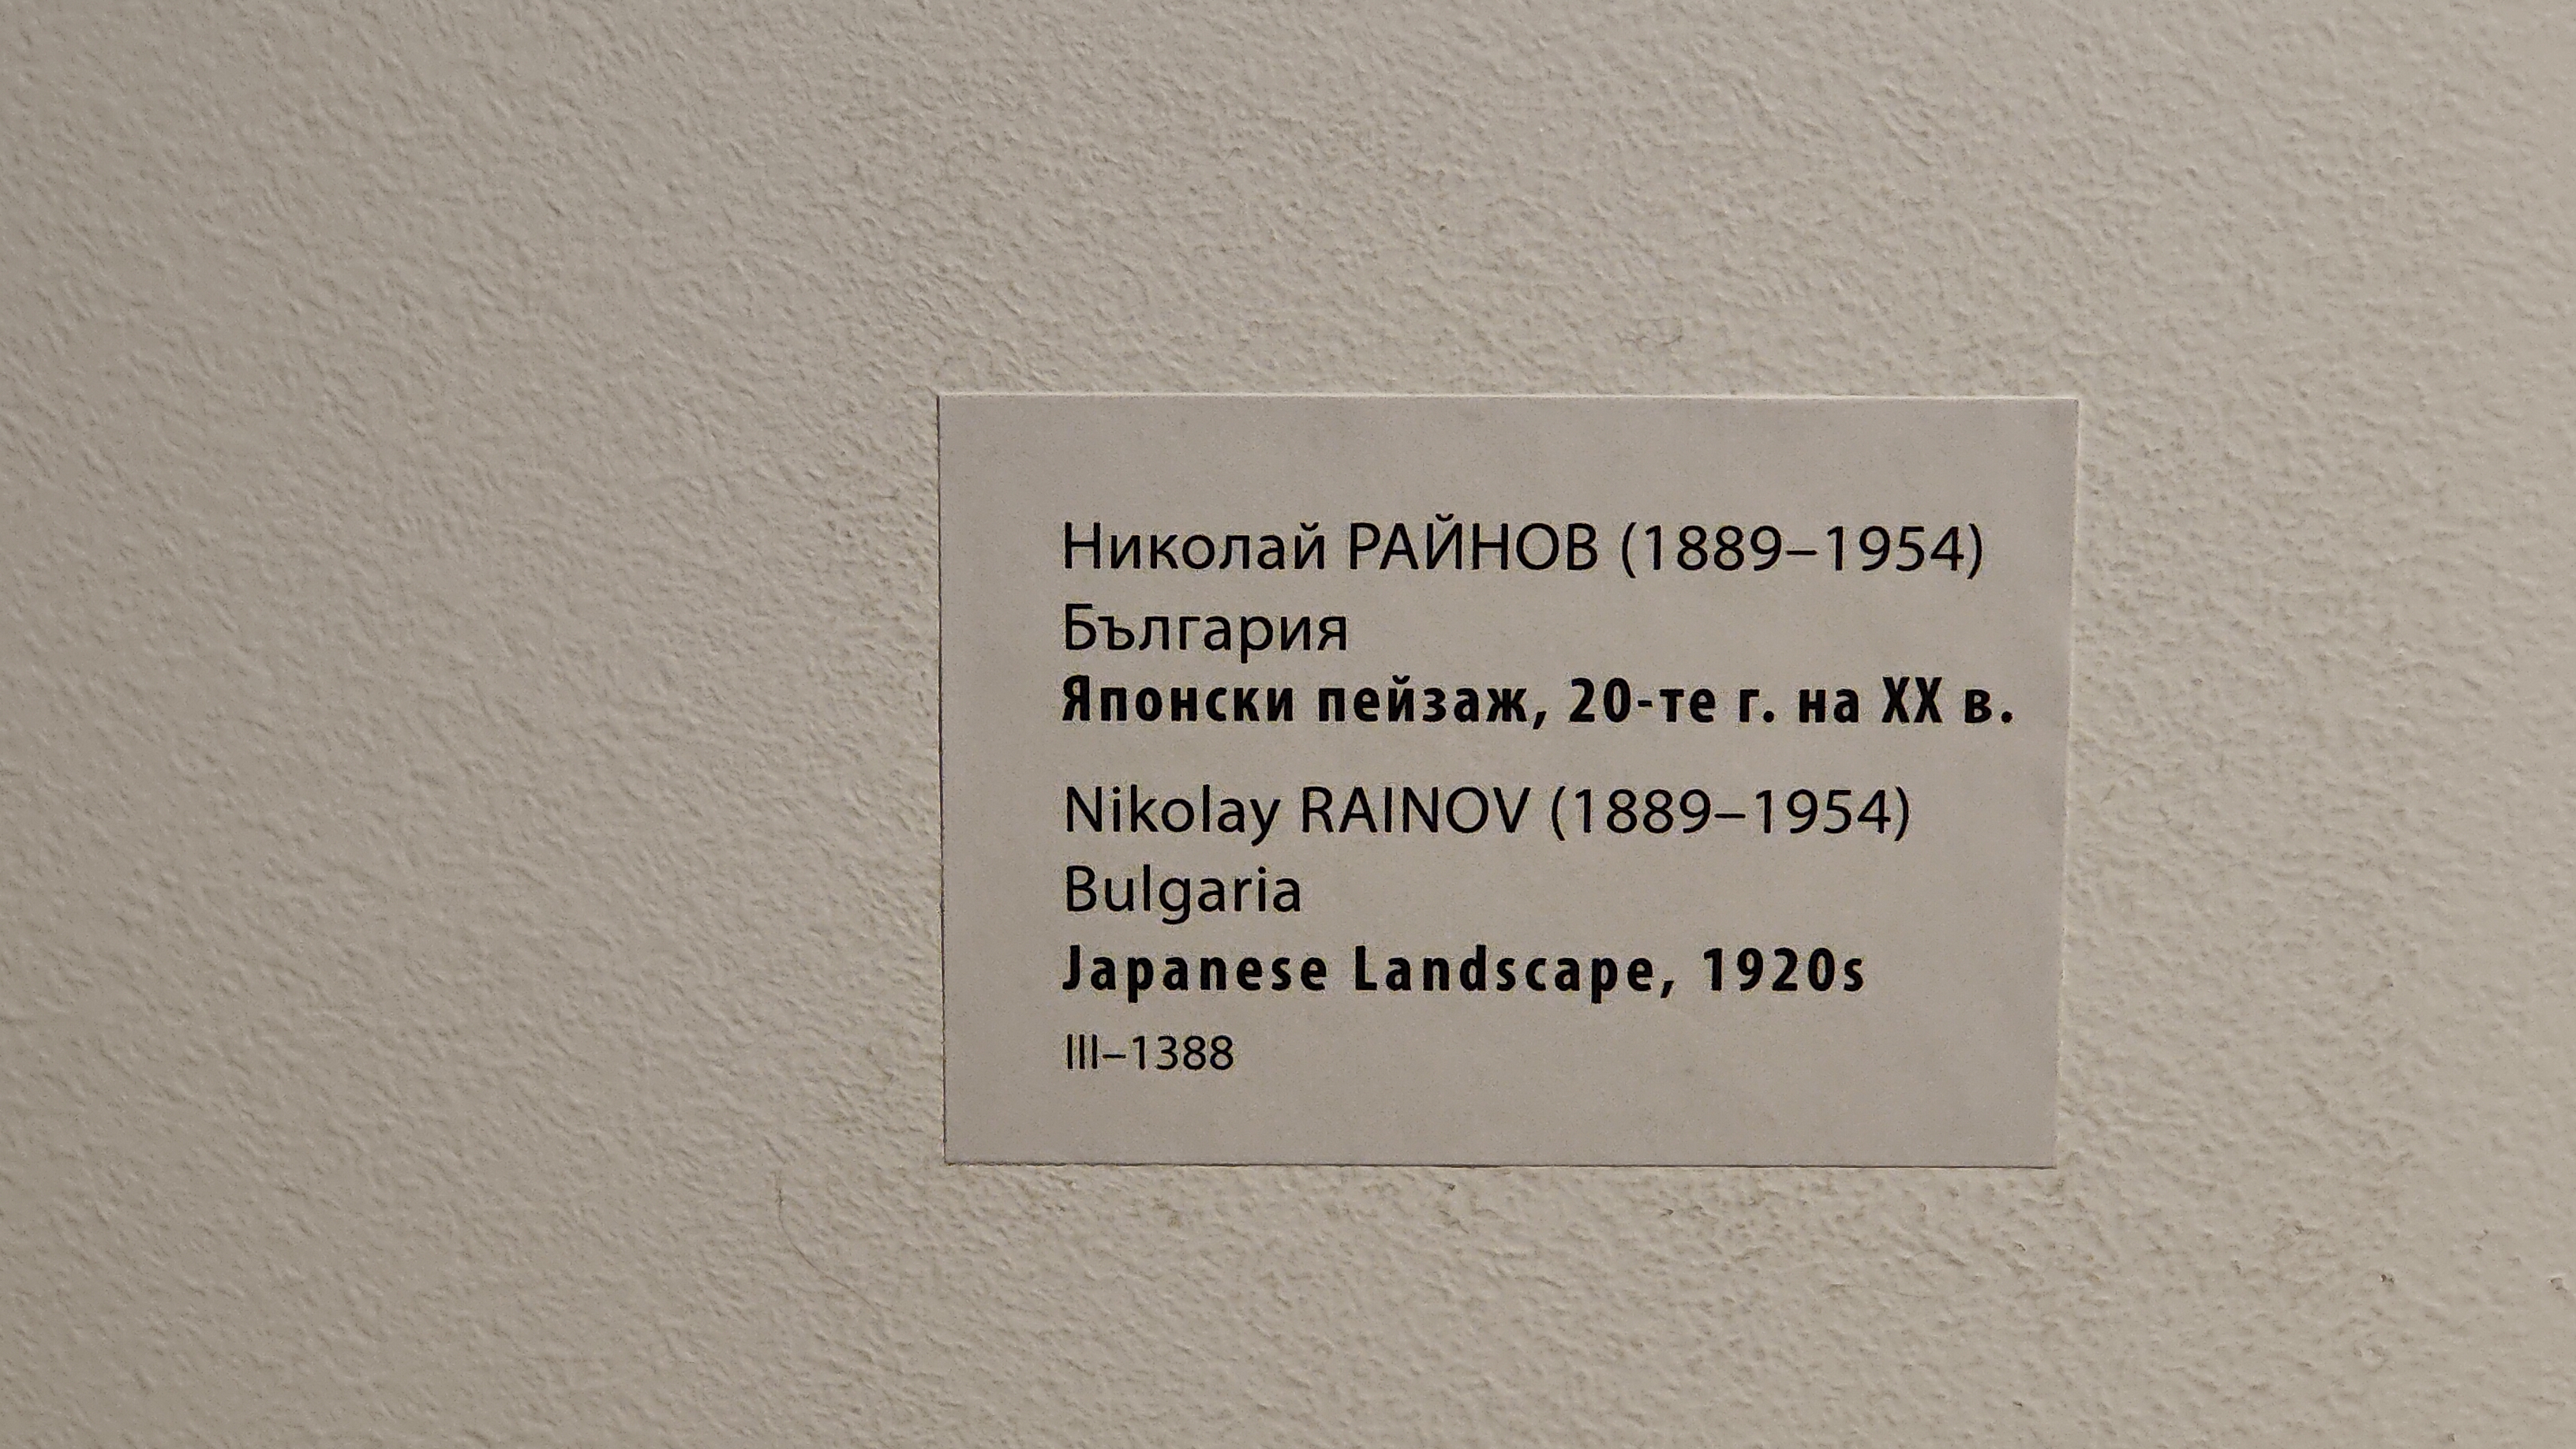 Николай РАЙНОВ (1889–1954)
България
Японски пейзаж, 20-те г. на XX в.
Nikolay RAINOV (1889–1954)
Bulgaria
Japanese Landscape, 1920s
III–1388